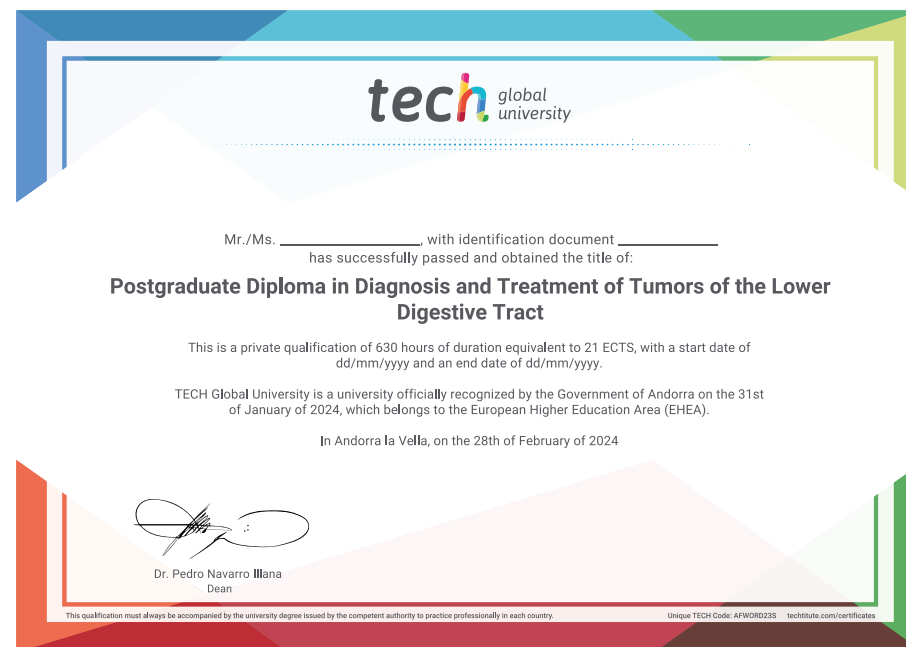 tech global
university
Mr./Ms. ____________, with identification document ____________
has successfully passed and obtained the title of:
Postgraduate Diploma in Diagnosis and Treatment of Tumors of the Lower
Digestive Tract
This is a private qualification of 630 hours of duration equivalent to 21 ECTS, with a start date of
dd/mm/yyyy and an end date of dd/mm/yyyy.
TECH Global University is a university officially recognized by the Government of Andorra on the 31st
of January of 2024, which belongs to the European Higher Education Area (EHEA).
In Andorra la Vella, on the 28th of February of 2024
Dr. Pedro Navarro Illana
Dean
This qualification must always be accompanied by the university degree issued by the competent authority to practice professionally in each country.
Unique TECH Code: AFWORD23S techtitute.com/certificates